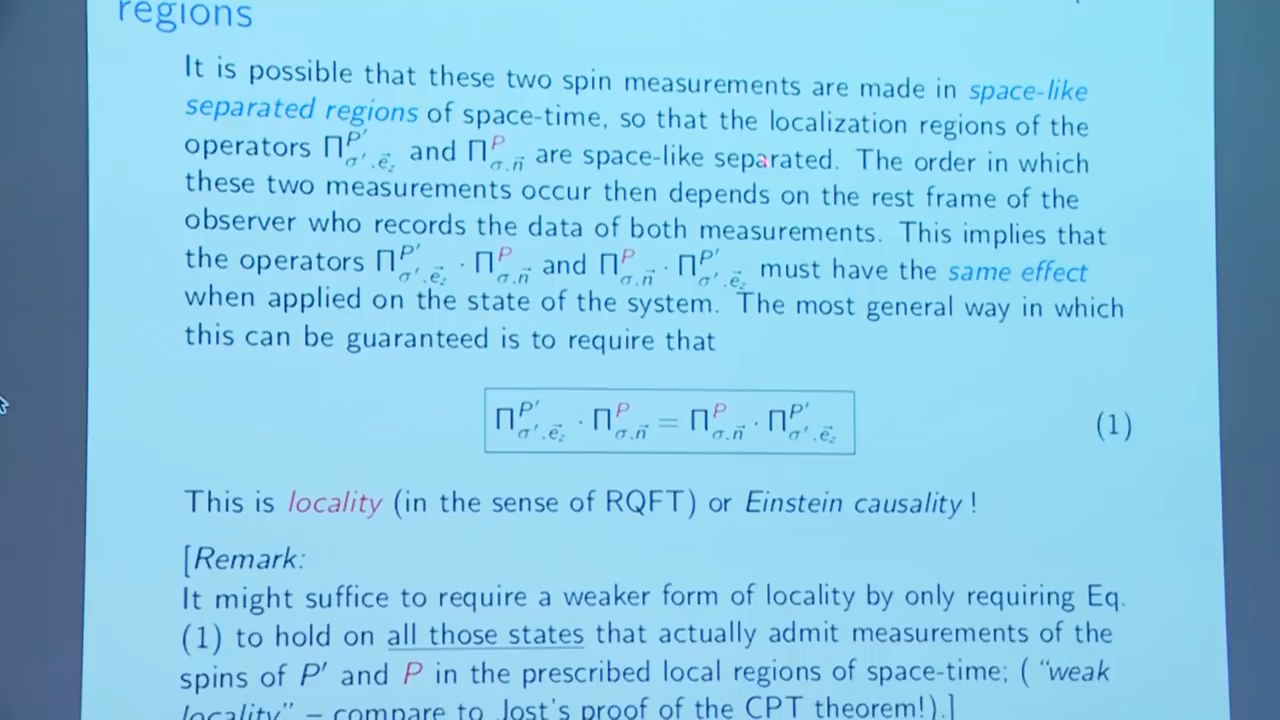 regions
It is possible that these two spin measurements are made in space-like
separated regions of space-time, so that the localization regions of the
operators Π^{P′}_{σ′.e⃗_z} and Π^{P}_{σ.n⃗} are space-like separated. The order in which
these two measurements occur then depends on the rest frame of the
observer who records the data of both measurements. This implies that
the operators Π^{P′}_{σ′.e⃗_z} · Π^{P}_{σ.n⃗} and Π^{P}_{σ.n⃗} · Π^{P′}_{σ′.e⃗_z} must have the same effect
when applied on the state of the system. The most general way in which
this can be guaranteed is to require that
Π^{P′}_{σ′.e⃗_z} · Π^{P}_{σ.n⃗} = Π^{P}_{σ.n⃗} · Π^{P′}_{σ′.e⃗_z} (1)
This is locality (in the sense of RQFT) or Einstein causality !
[Remark:
It might suffice to require a weaker form of locality by only requiring Eq.
(1) to hold on all those states that actually admit measurements of the
spins of P′ and P in the prescribed local regions of space-time; ( “weak
locality” – compare to Jost's proof of the CPT theorem!).]